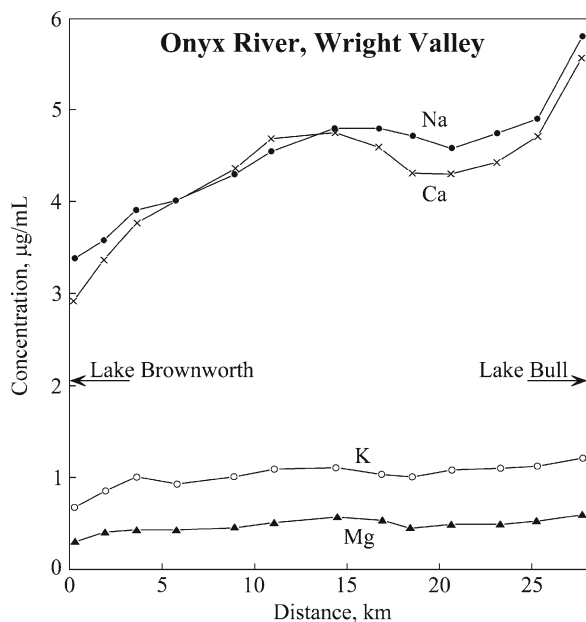 Onyx River, Wright Valley
6
5
4
3
2
1
0
Concentration, µg/mL
Na
Ca
Lake Brownworth
Lake Bull
K
Mg
0 5 10 15 20 25
Distance, km